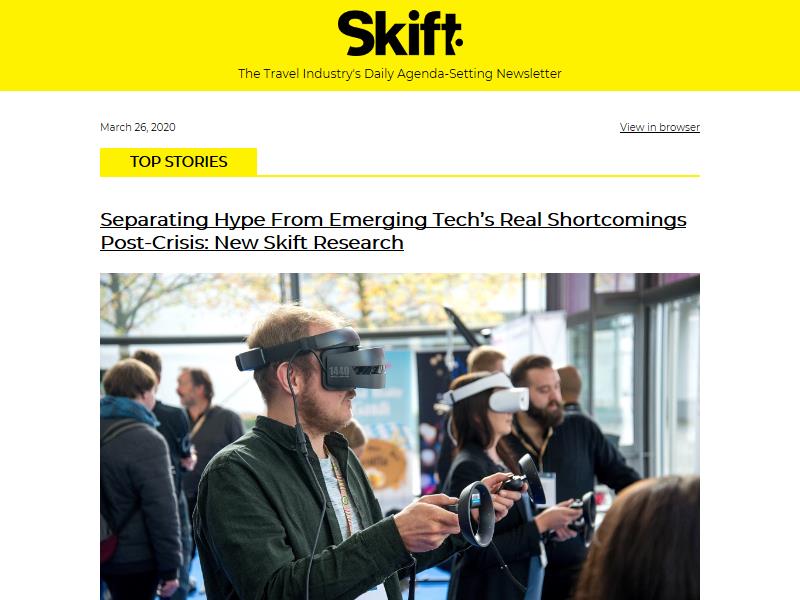 Skift
The Travel Industry's Daily Agenda-Setting Newsletter
March 26, 2020
View in browser
TOP STORIES
Separating Hype From Emerging Tech’s Real Shortcomings
Post-Crisis: New Skift Research
1440